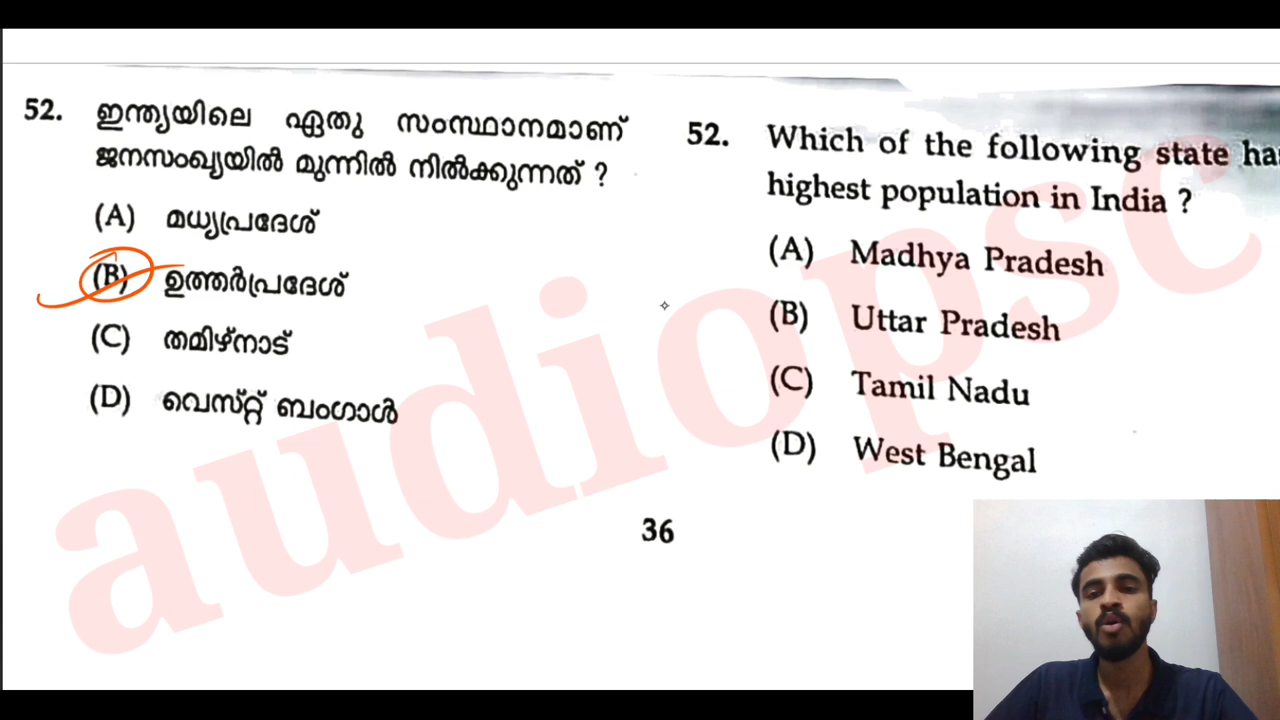 52. ഇന്ത്യയിലെ ഏതു സംസ്ഥാനമാണ്
ജനസംഖ്യയിൽ മുന്നിൽ നിൽക്കുന്നത് ?
(A) മധ്യപ്രദേശ്
(B) ഉത്തർപ്രദേശ്
(C) തമിഴ്നാട്
(D) വെസ്റ്റ് ബംഗാൾ
52. Which of the following state has
highest population in India ?
(A) Madhya Pradesh
(B) Uttar Pradesh
(C) Tamil Nadu
(D) West Bengal
36
audiopsc